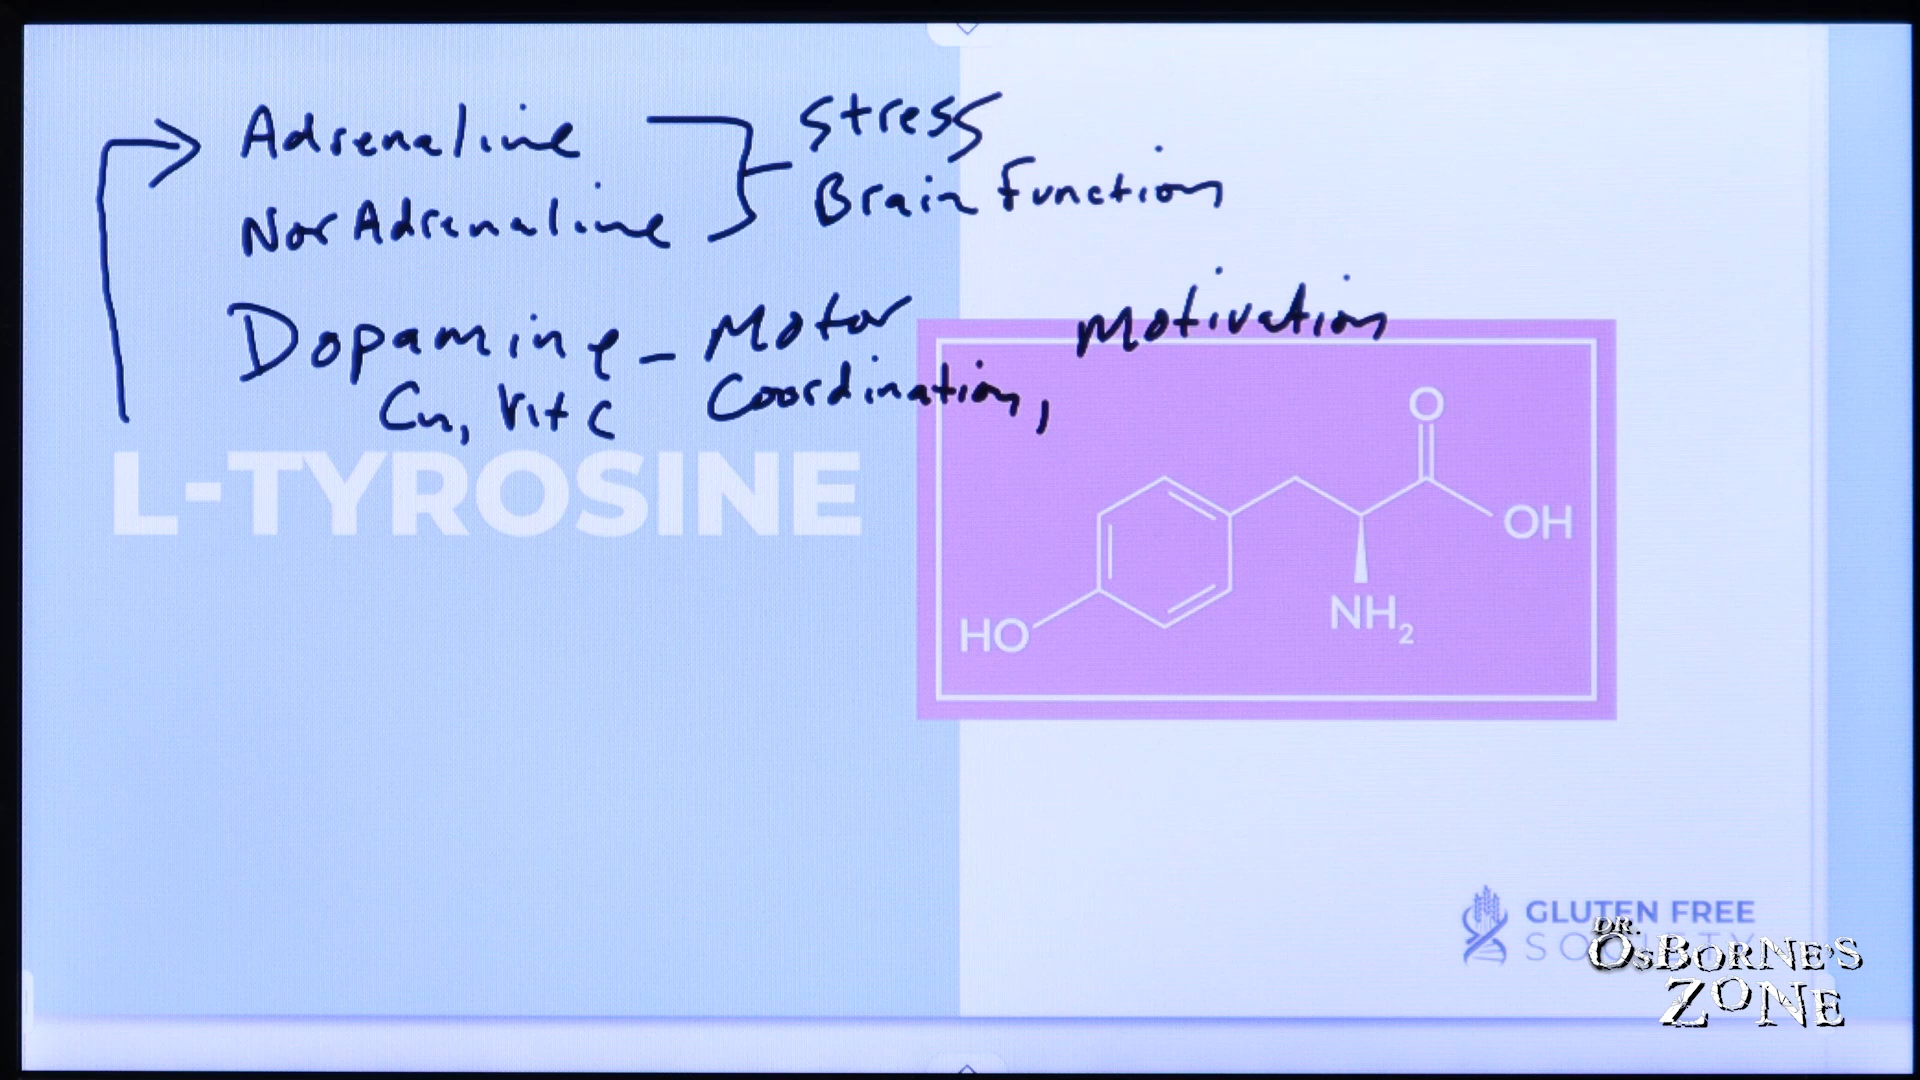 Adrenaline
Stress
NorAdrenaline
Brain Function
Dopamine - Motor Coordination, Motivation
Cu, Vit C
L-TYROSINE
O
OH
NH2
HO
GLUTEN FREE
SOCIETY
DR.
OSBORNE'S
ZONE